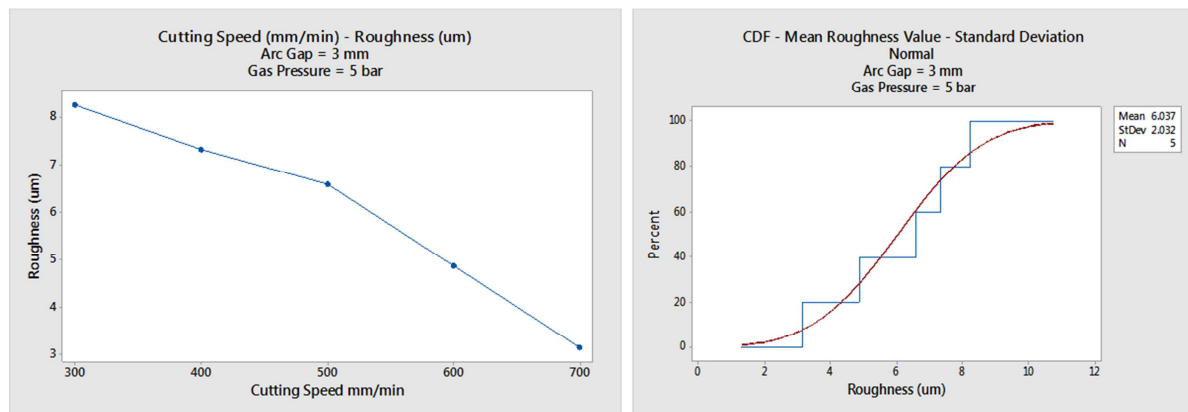 Cutting Speed (mm/min) - Roughness (um)
Arc Gap = 3 mm
Gas Pressure = 5 bar
Roughness (um)
8
7
6
5
4
3
300 400 500 600 700
Cutting Speed mm/min
CDF - Mean Roughness Value - Standard Deviation
Normal
Arc Gap = 3 mm
Gas Pressure = 5 bar
Mean 6.037
StDev 2.032
N 5
Percent
100
80
60
40
20
0
0 2 4 6 8 10 12
Roughness (um)